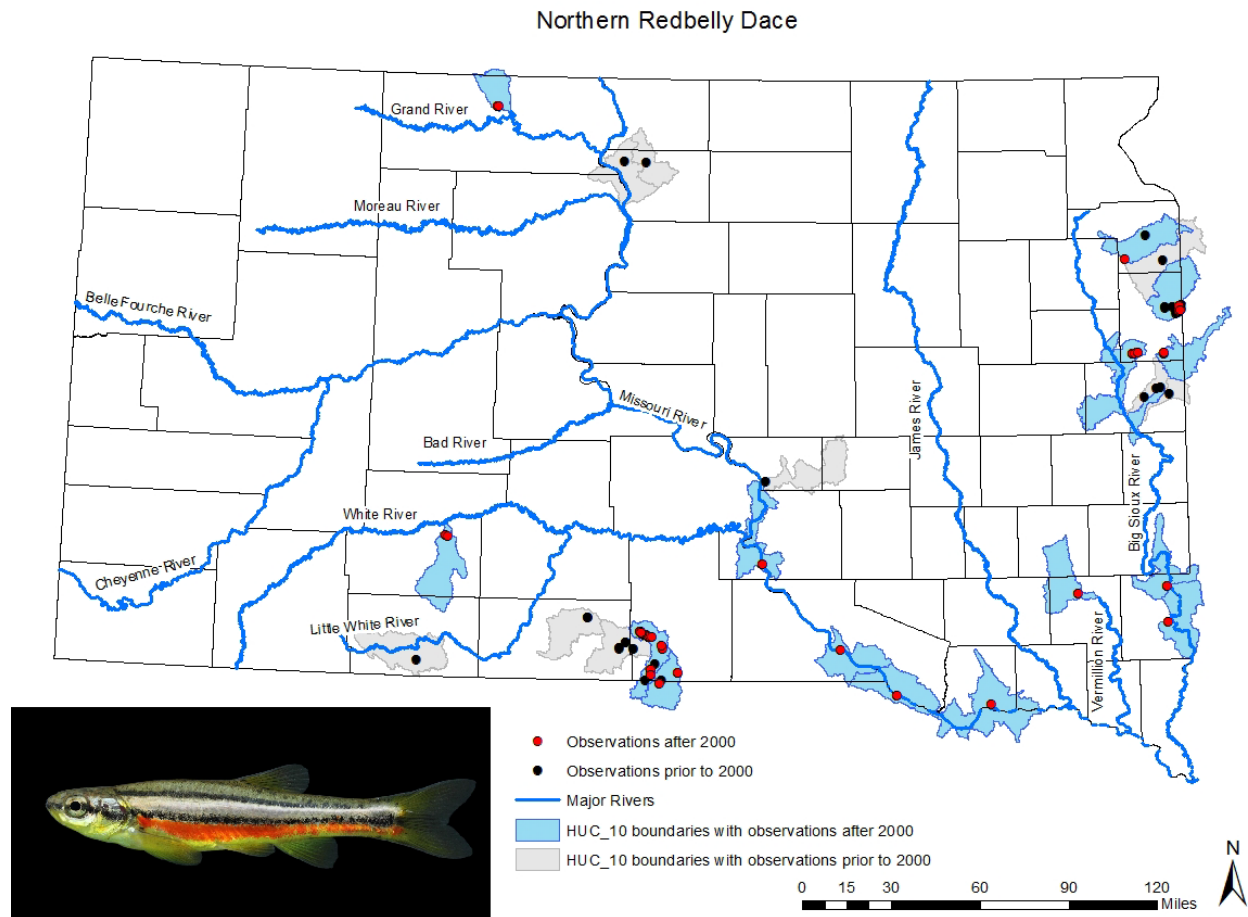 Northern Redbelly Dace
Grand River
Moreau River
Belle Fourche River
Missouri River
Bad River
James River
Big Sioux River
White River
Cheyenne River
Little White River
Vermillion River
Observations after 2000
Observations prior to 2000
Major Rivers
HUC_10 boundaries with observations after 2000
HUC_10 boundaries with observations prior to 2000
N
0 15 30 60 90 120
Miles